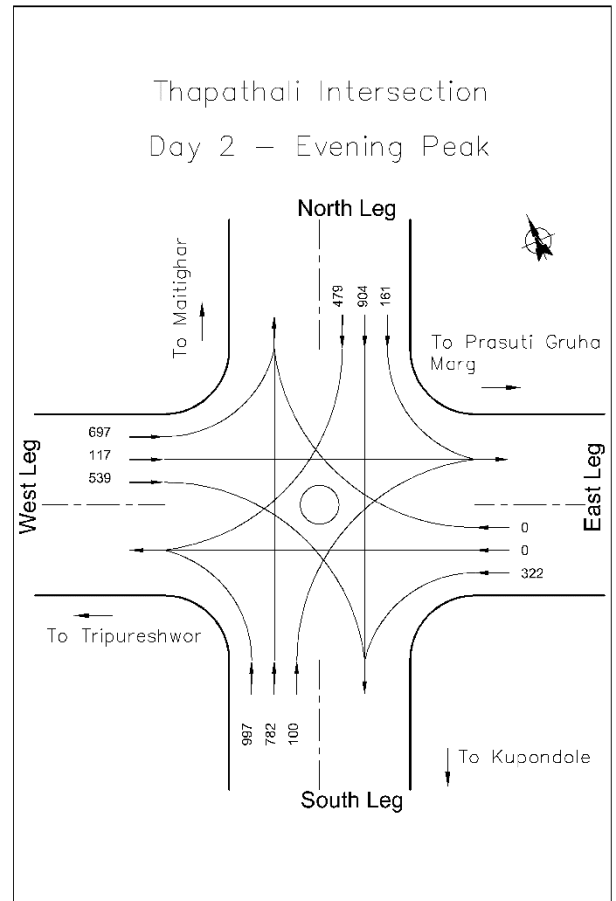 Thapathali Intersection
Day 2 - Evening Peak
North Leg
To Maitighar
479
904
161
To Prasuti Gruha
Marg
697
117
539
West Leg
East Leg
0
0
322
To Tripureshwor
997
782
100
To Kupondole
South Leg